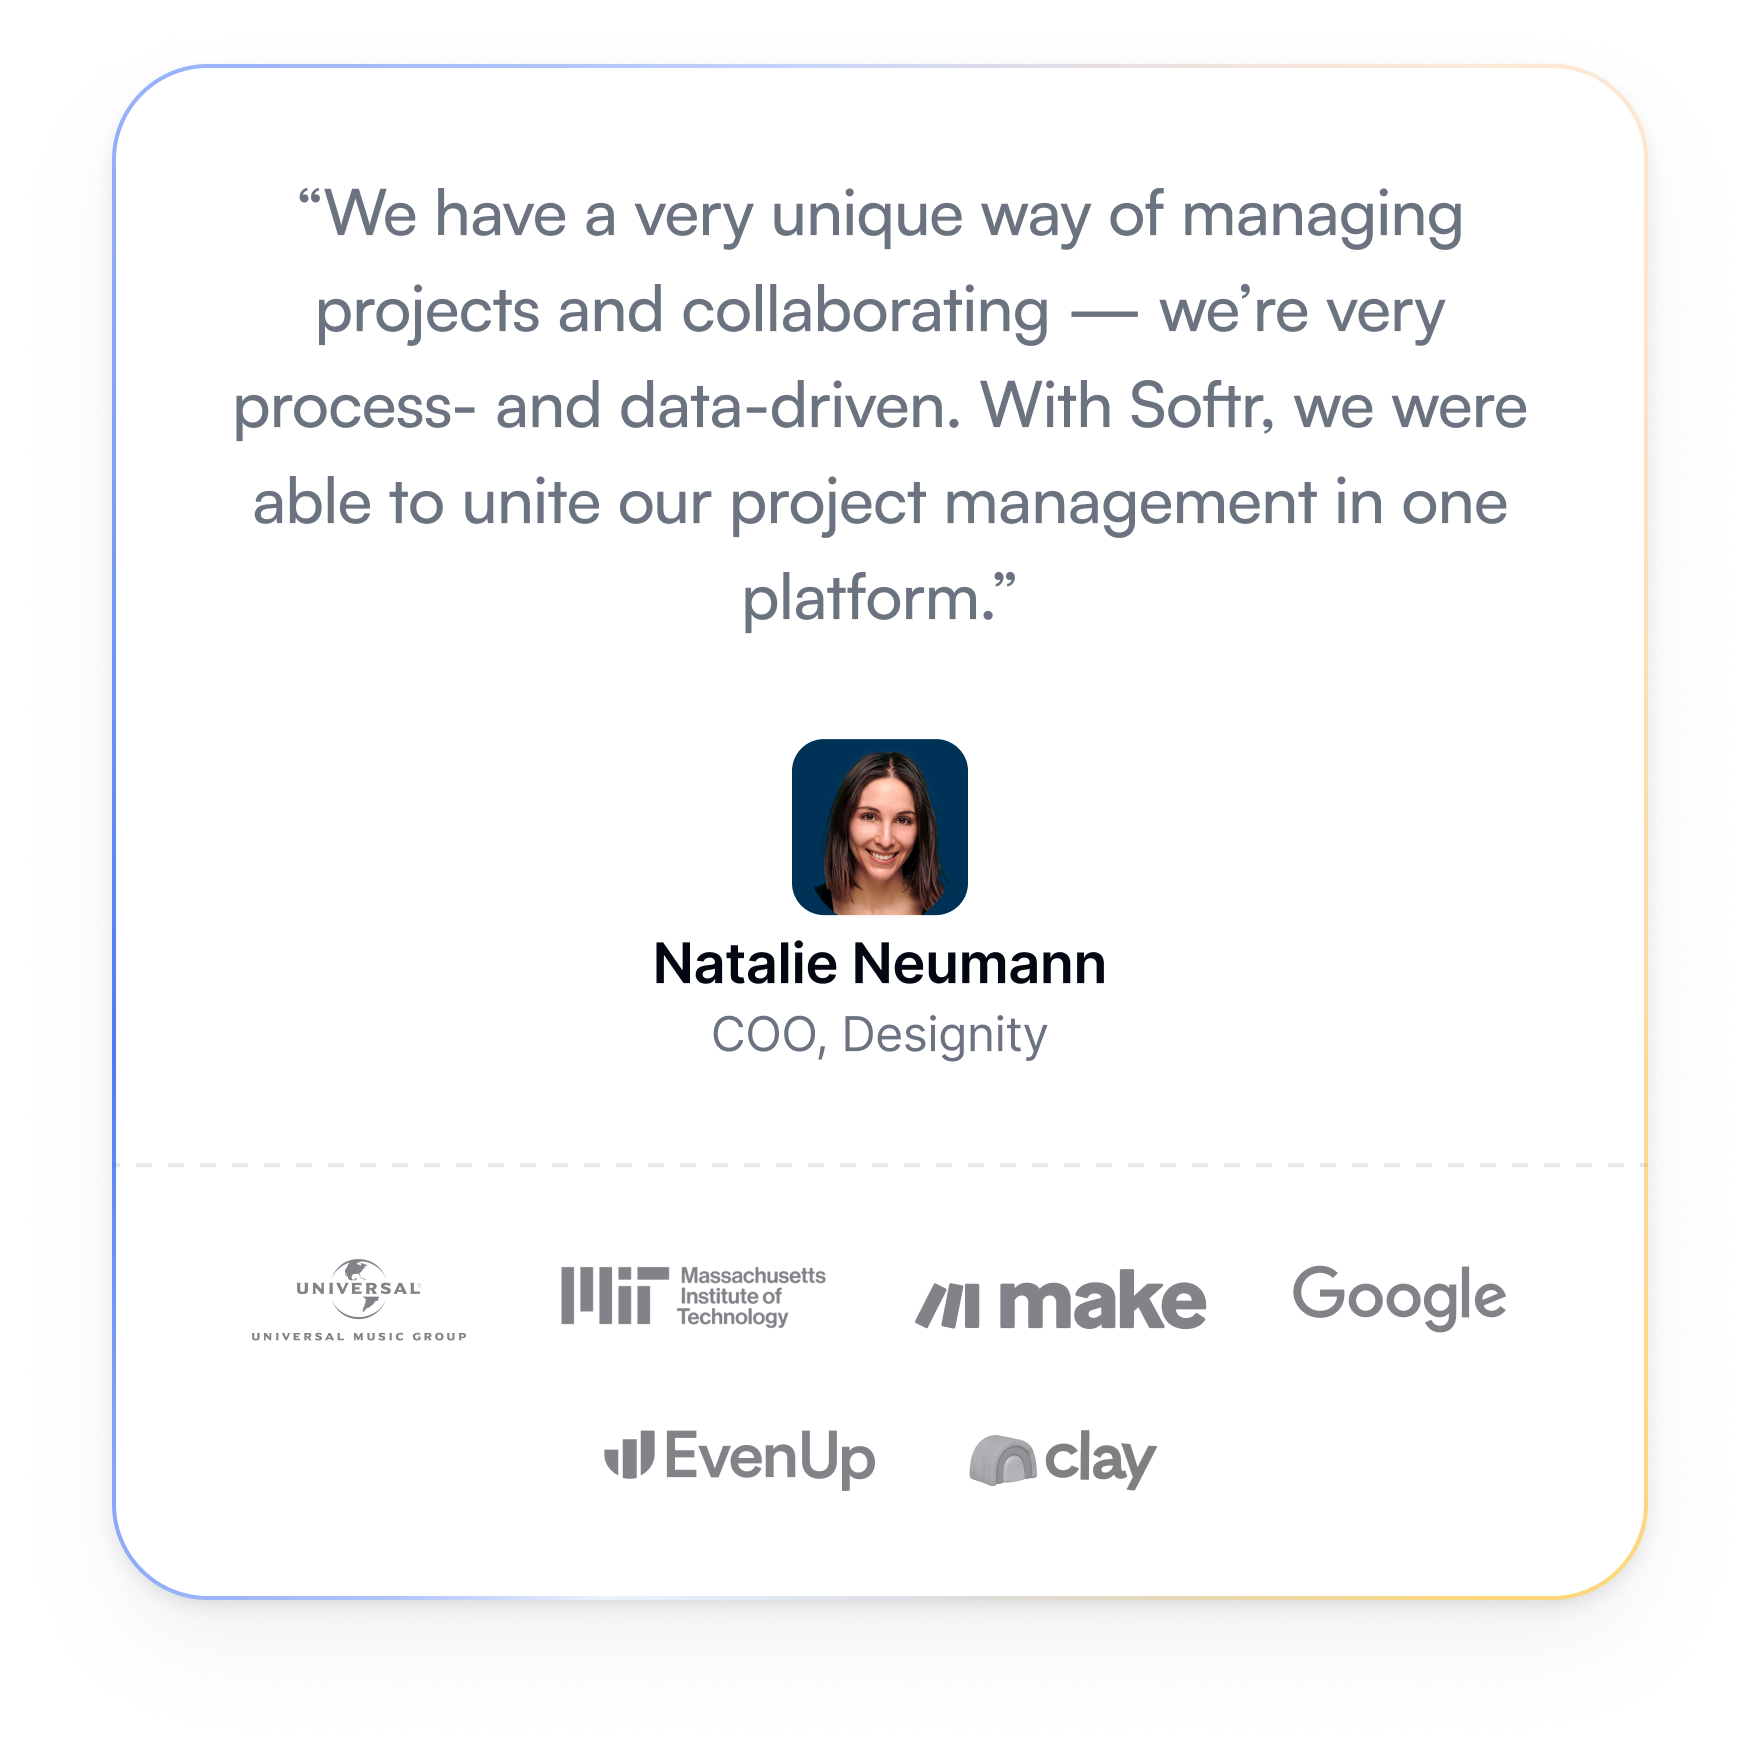 “We have a very unique way of managing
projects and collaborating — we’re very
process- and data-driven. With Softr, we were
able to unite our project management in one
platform.”
Natalie Neumann
COO, Designity
UNIVERSAL
UNIVERSAL MUSIC GROUP
MIT Massachusetts
Institute of
Technology
make
Google
EvenUp
clay